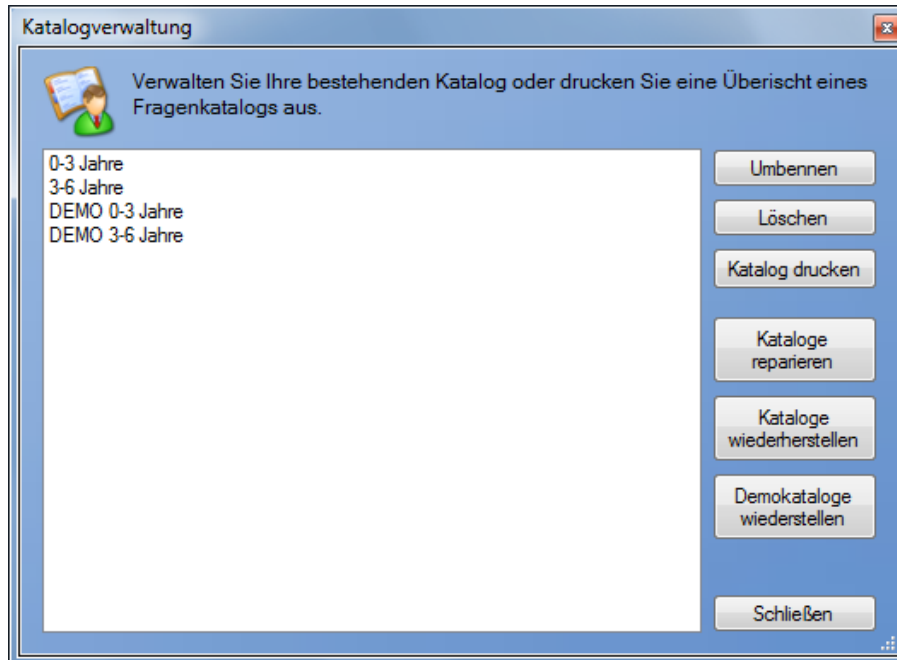 Katalogverwaltung
Verwalten Sie Ihre bestehenden Katalog oder drucken Sie eine Überischt eines
Fragenkatalogs aus.
0-3 Jahre
3-6 Jahre
DEMO 0-3 Jahre
DEMO 3-6 Jahre
Umbennen
Löschen
Katalog drucken
Kataloge
reparieren
Kataloge
wiederherstellen
Demokataloge
wiederstellen
Schließen